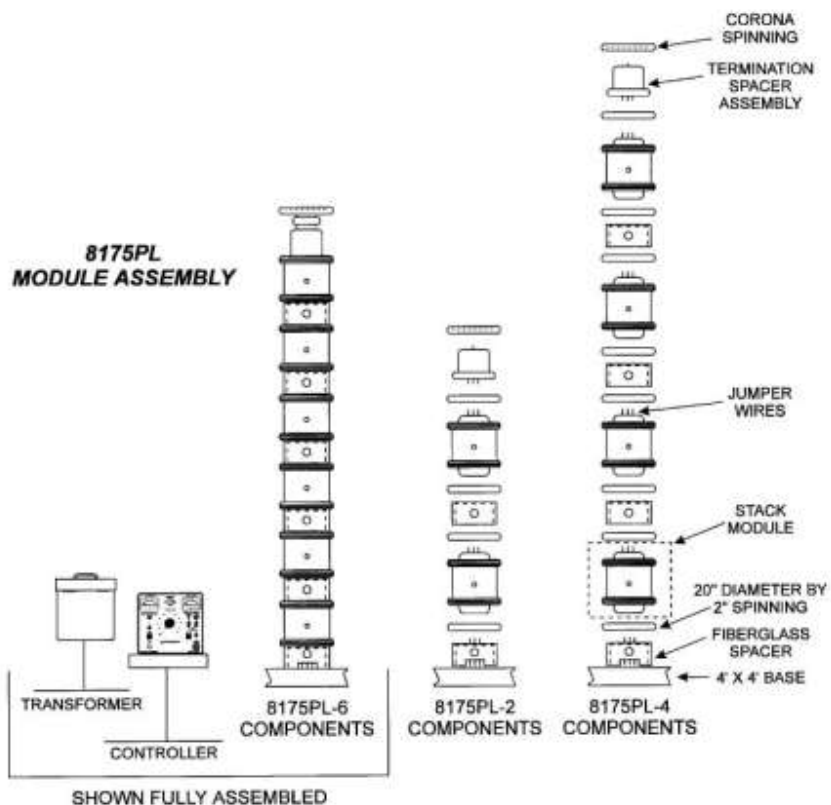 CORONA
SPINNING
TERMINATION
SPACER
ASSEMBLY
8175PL
MODULE ASSEMBLY
JUMPER
WIRES
STACK
MODULE
20" DIAMETER BY
2" SPINNING
FIBERGLASS
SPACER
4' X 4' BASE
TRANSFORMER
CONTROLLER
8175PL-6
COMPONENTS
8175PL-2
COMPONENTS
8175PL-4
COMPONENTS
SHOWN FULLY ASSEMBLED